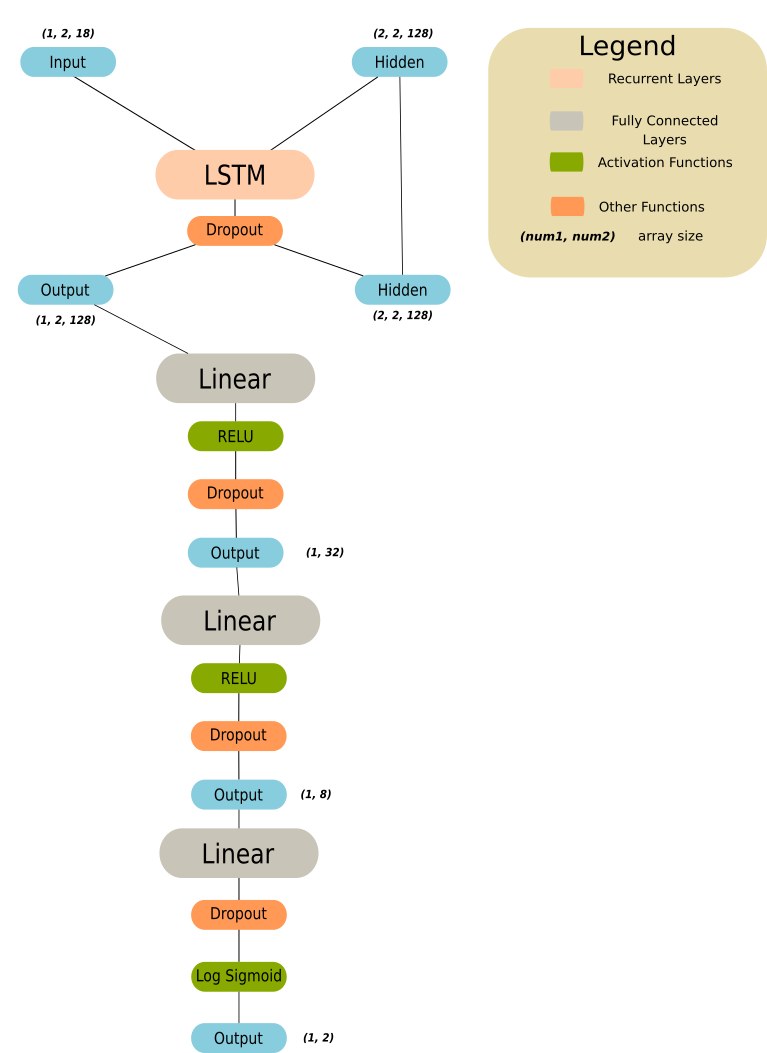 (1, 2, 18)
(2, 2, 128)
Input
Hidden
LSTM
Dropout
Output
Hidden
(1, 2, 128)
(2, 2, 128)
Linear
RELU
Dropout
Output
(1, 32)
Linear
RELU
Dropout
Output
(1, 8)
Linear
Dropout
Log Sigmoid
Output
(1, 2)
Legend
Recurrent Layers
Fully Connected
Layers
Activation Functions
Other Functions
(num1, num2) array size